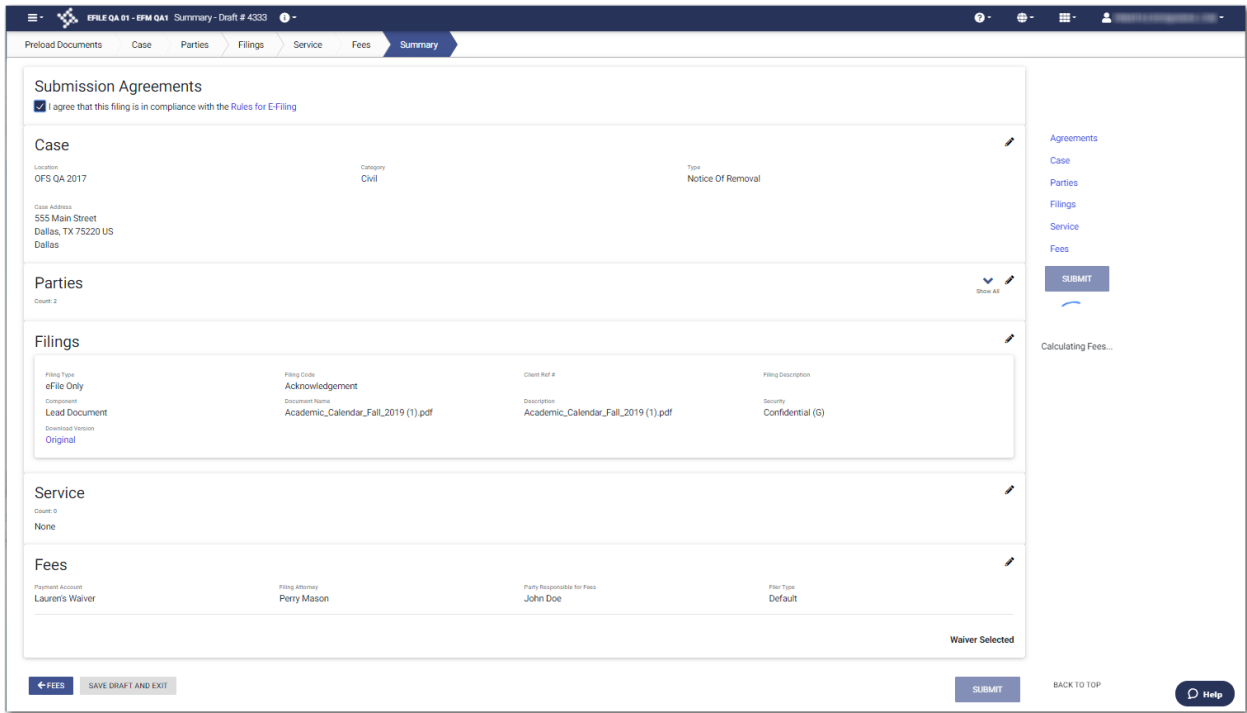 EFILE QA 01 - EFM QA1 Summary - Draft # 4333
Preload Documents Case Parties Filings Service Fees Summary
Submission Agreements
I agree that this filing is in compliance with the Rules for E-Filing
Case
Location Category Type
OFS QA 2017 Civil Notice Of Removal
Case Address
555 Main Street
Dallas, TX 75220 US
Dallas
Parties
Count: 2
Show All
Filings
Filing Type Filing Code Client Ref # Filing Description
eFile Only Acknowledgement
Component Document Name Description Security
Lead Document Academic_Calendar_Fall_2019 (1).pdf Academic_Calendar_Fall_2019 (1).pdf Confidential (G)
Download Version
Original
Service
Count: 0
None
Fees
Payment Account Filing Attorney Party Responsible for Fees Filer Type
Lauren's Waiver Perry Mason John Doe Default
Waiver Selected
FEES SAVE DRAFT AND EXIT SUBMIT
Agreements
Case
Parties
Filings
Service
Fees
SUBMIT
Calculating Fees...
BACK TO TOP
Help